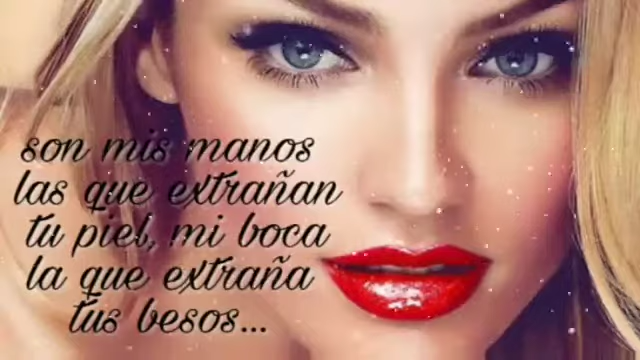 son mis manos
las que extrañan
tu piel, mi boca
la que extraña
tus besos...